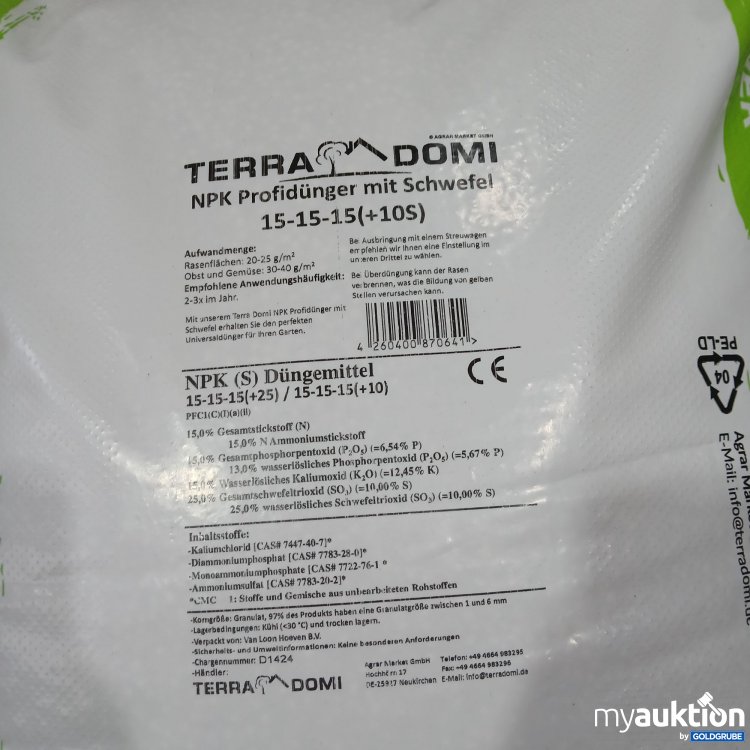 © AGRAR MARKET GMBH
TERRA DOMI
NPK Profidünger mit Schwefel
15-15-15(+10S)
Aufwandmenge:
Rasenflächen: 20-25 g/m²
Obst und Gemüse: 30-40 g/m²
Empfohlene Anwendungshäufigkeit:
2-3x im Jahr.
Mit unserem Terra Domi NPK Profidünger mit
Schwefel erhalten Sie den perfekten
Universaldünger für Ihren Garten.
Bei Ausbringung mit einem Streuwagen
empfehlen wir Ihnen eine Einstellung im
unteren Drittel zu wählen.
Bei Überdüngung kann der Rasen
verbrennen, was die Bildung von gelben
Stellen verursachen kann.
4 260400 870641 >
NPK (S) Düngemittel
CE
15-15-15(+25) / 15-15-15(+10)
PFC1(C)(I)(a)(ii)
15,0% Gesamtstickstoff (N)
15,0% N Ammoniumstickstoff
15,0% Gesamtphosphorpentoxid (P₂O₅) (=6,54% P)
13,0% wasserlösliches Phosphorpentoxid (P₂O₅) (=5,67% P)
15,0% Wasserlösliches Kaliumoxid (K₂O) (=12,45% K)
25,0% Gesamtschwefeltrioxid (SO₃) (=10,00% S)
25,0% wasserlösliches Schwefeltrioxid (SO₃) (=10,00% S)
Inhaltsstoffe:
-Kaliumchlorid [CAS# 7447-40-7]*
-Diammoniumphosphat [CAS# 7783-28-0]*
-Monoammoniumphosphate [CAS# 7722-76-1 *
-Ammoniumsulfat [CAS# 7783-20-2]*
*CMC 1: Stoffe und Gemische aus unbearbeiteten Rohstoffen
-Korngröße: Granulat, 97% des Produkts haben eine Granulatgröße zwischen 1 und 6 mm
-Lagerbedingungen: Kühl (<30 °C) und trocken lagern.
-Verpackt von: Van Loon Hoeven B.V.
-Sicherheits- und Umweltinformationen: Keine besonderen Anforderungen
-Chargennummer: D1424
-Händler:
TERRA DOMI
Agrar Market GmbH
Hochhörn 17
DE-25927 Neukirchen
Telefon: +49 4664 983295
Fax: +49 4664 983296
E-Mail: info@terradomi.de
04
PE-LD
Agrar Market
E-Mail: info@terradomi.de
myauktion
by GOLDGRUBE